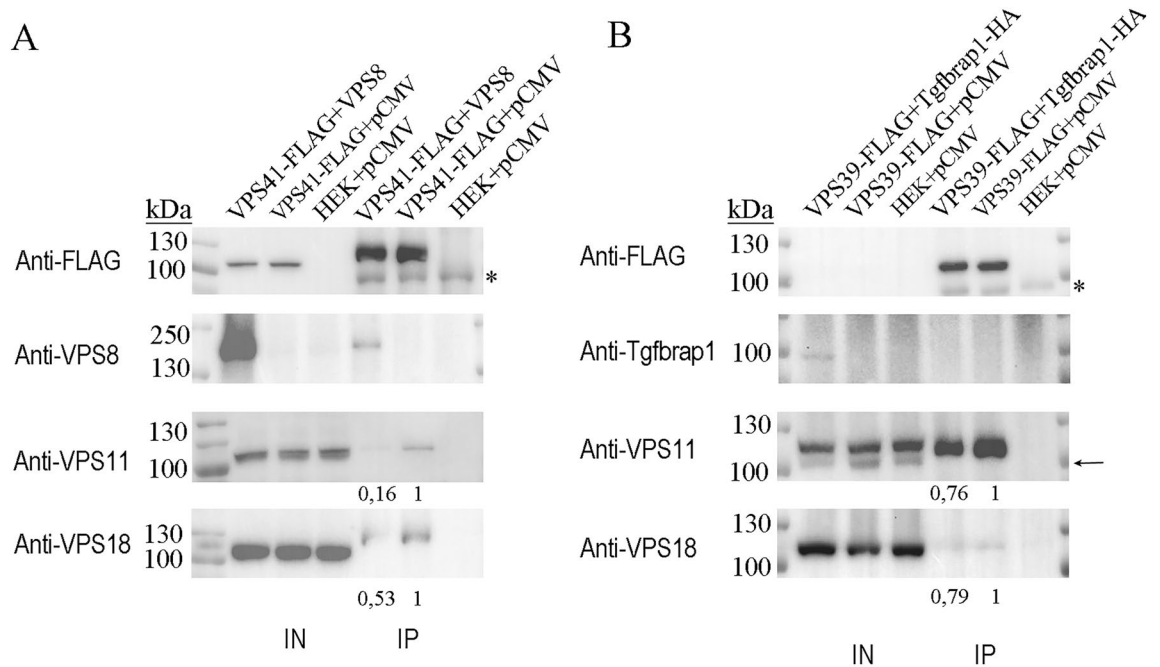 A
VPS41-FLAG+VPS8
VPS41-FLAG+pCMV
HEK+pCMV
VPS41-FLAG+VPS8
VPS41-FLAG+pCMV
HEK+pCMV
kDa
Anti-FLAG
130
100
*
Anti-VPS8
250
130
Anti-VPS11
130
100
0,16 1
Anti-VPS18
130
100
0,53 1
IN IP
B
VPS39-FLAG+Tgfbrap1-HA
VPS39-FLAG+pCMV
HEK+pCMV
VPS39-FLAG+Tgfbrap1-HA
VPS39-FLAG+pCMV
HEK+pCMV
kDa
Anti-FLAG
130
100
*
Anti-Tgfbrap1
100
Anti-VPS11
130
100
0,76 1
Anti-VPS18
130
100
0,79 1
IN IP